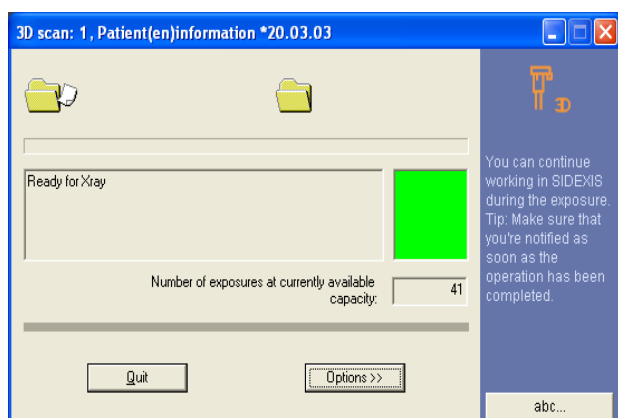 3D scan: 1, Patient(en)information *20.03.03
3D
You can continue
working in SIDEXIS
during the exposure.
Tip: Make sure that
you're notified as
soon as the
operation has been
completed.
Ready for Xray
Number of exposures at currently available
capacity:
41
Quit
Options >>
abc...